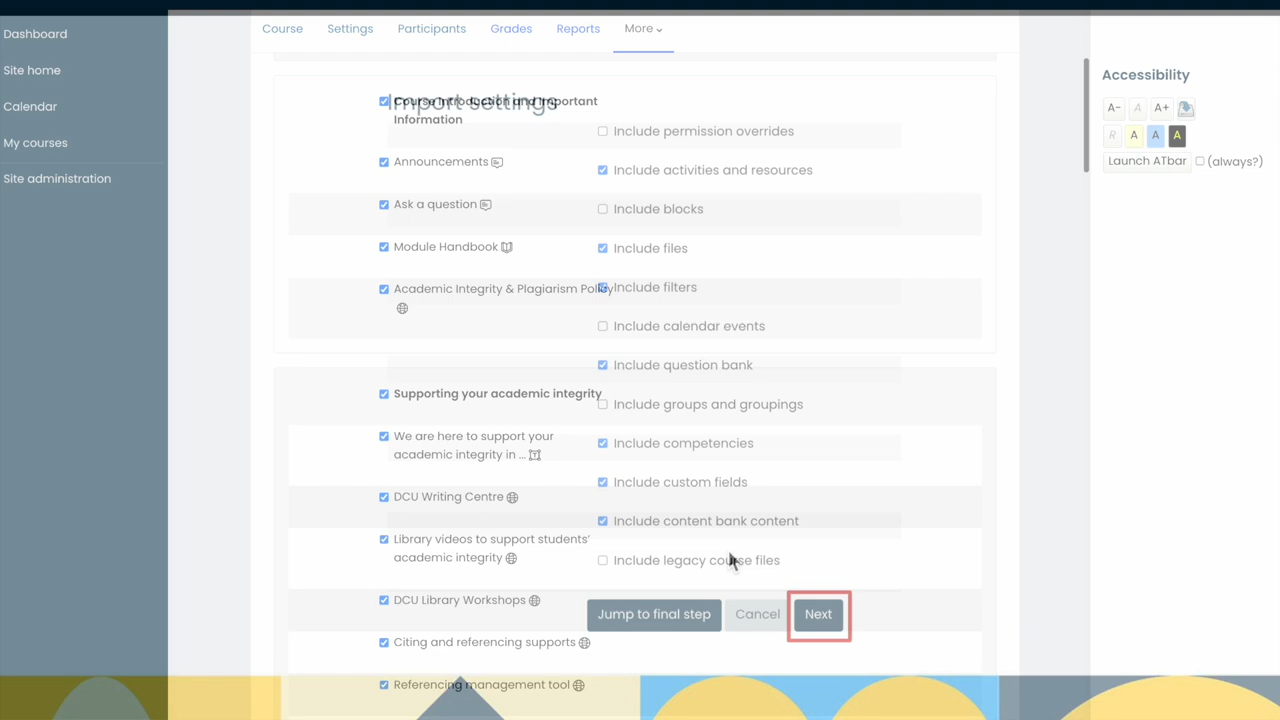 Course Settings Participants Grades Reports More
Dashboard
Site home
Calendar
My courses
Site administration
Import settings
Course Introduction and Important
Information
Announcements
Ask a question
Module Handbook
Academic Integrity & Plagiarism Policy
Supporting your academic integrity
We are here to support your
academic integrity in ...
DCU Writing Centre
Library videos to support students'
academic integrity
DCU Library Workshops
Citing and referencing supports
Referencing management tool
Include permission overrides
Include activities and resources
Include blocks
Include files
Include filters
Include calendar events
Include question bank
Include groups and groupings
Include competencies
Include custom fields
Include content bank content
Include legacy course files
Jump to final step Cancel Next
Accessibility
A- A A+
R A A A
Launch ATbar (always?)